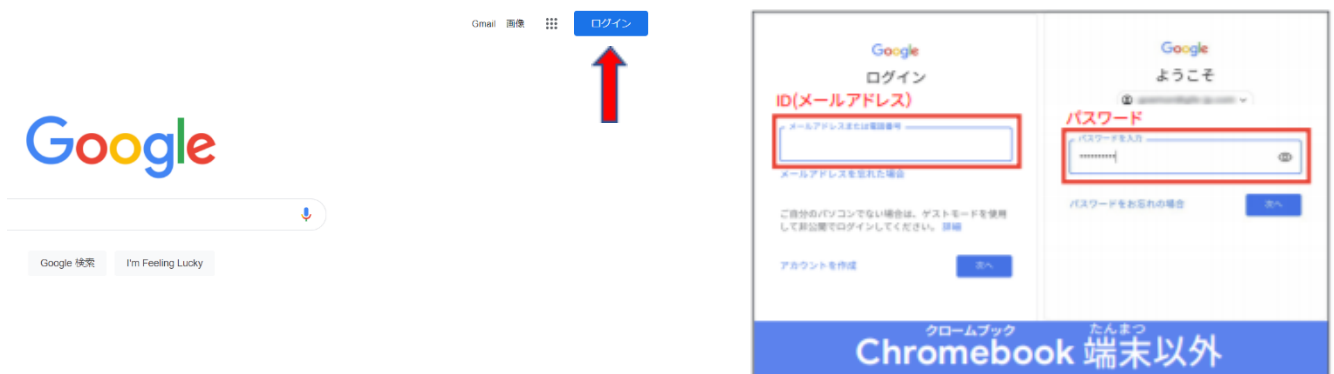 Gmail 画像 ログイン
Google
Google 検索 I'm Feeling Lucky
Google
ログイン
ID(メールアドレス)
メールアドレスまたは電話番号
メールアドレスを忘れた場合
ご自分のパソコンでない場合は、ゲストモードを使用
して非公開でログインしてください。 詳細
アカウントを作成 次へ
Google
ようこそ
パスワード
パスワードを入力
パスワードをお忘れの場合 次へ
クロームブック たんまつ
Chromebook 端末以外